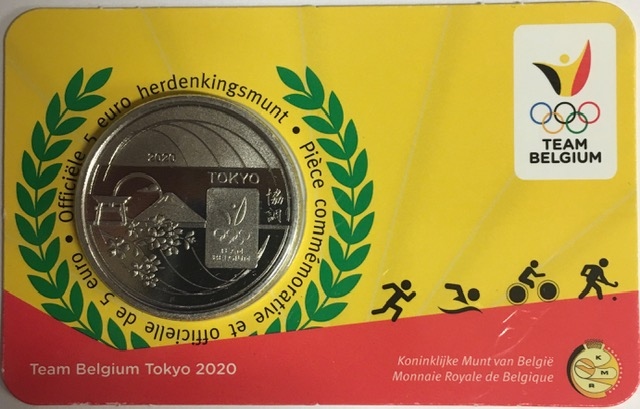 Officiële 5 euro herdenkingsmunt • Pièce commémorative et officielle de 5 euro •
2020
TOKYO
協調
TEAM
BELGIUM
TEAM
BELGIUM
Team Belgium Tokyo 2020
Koninklijke Munt van België
Monnaie Royale de Belgique
K M B